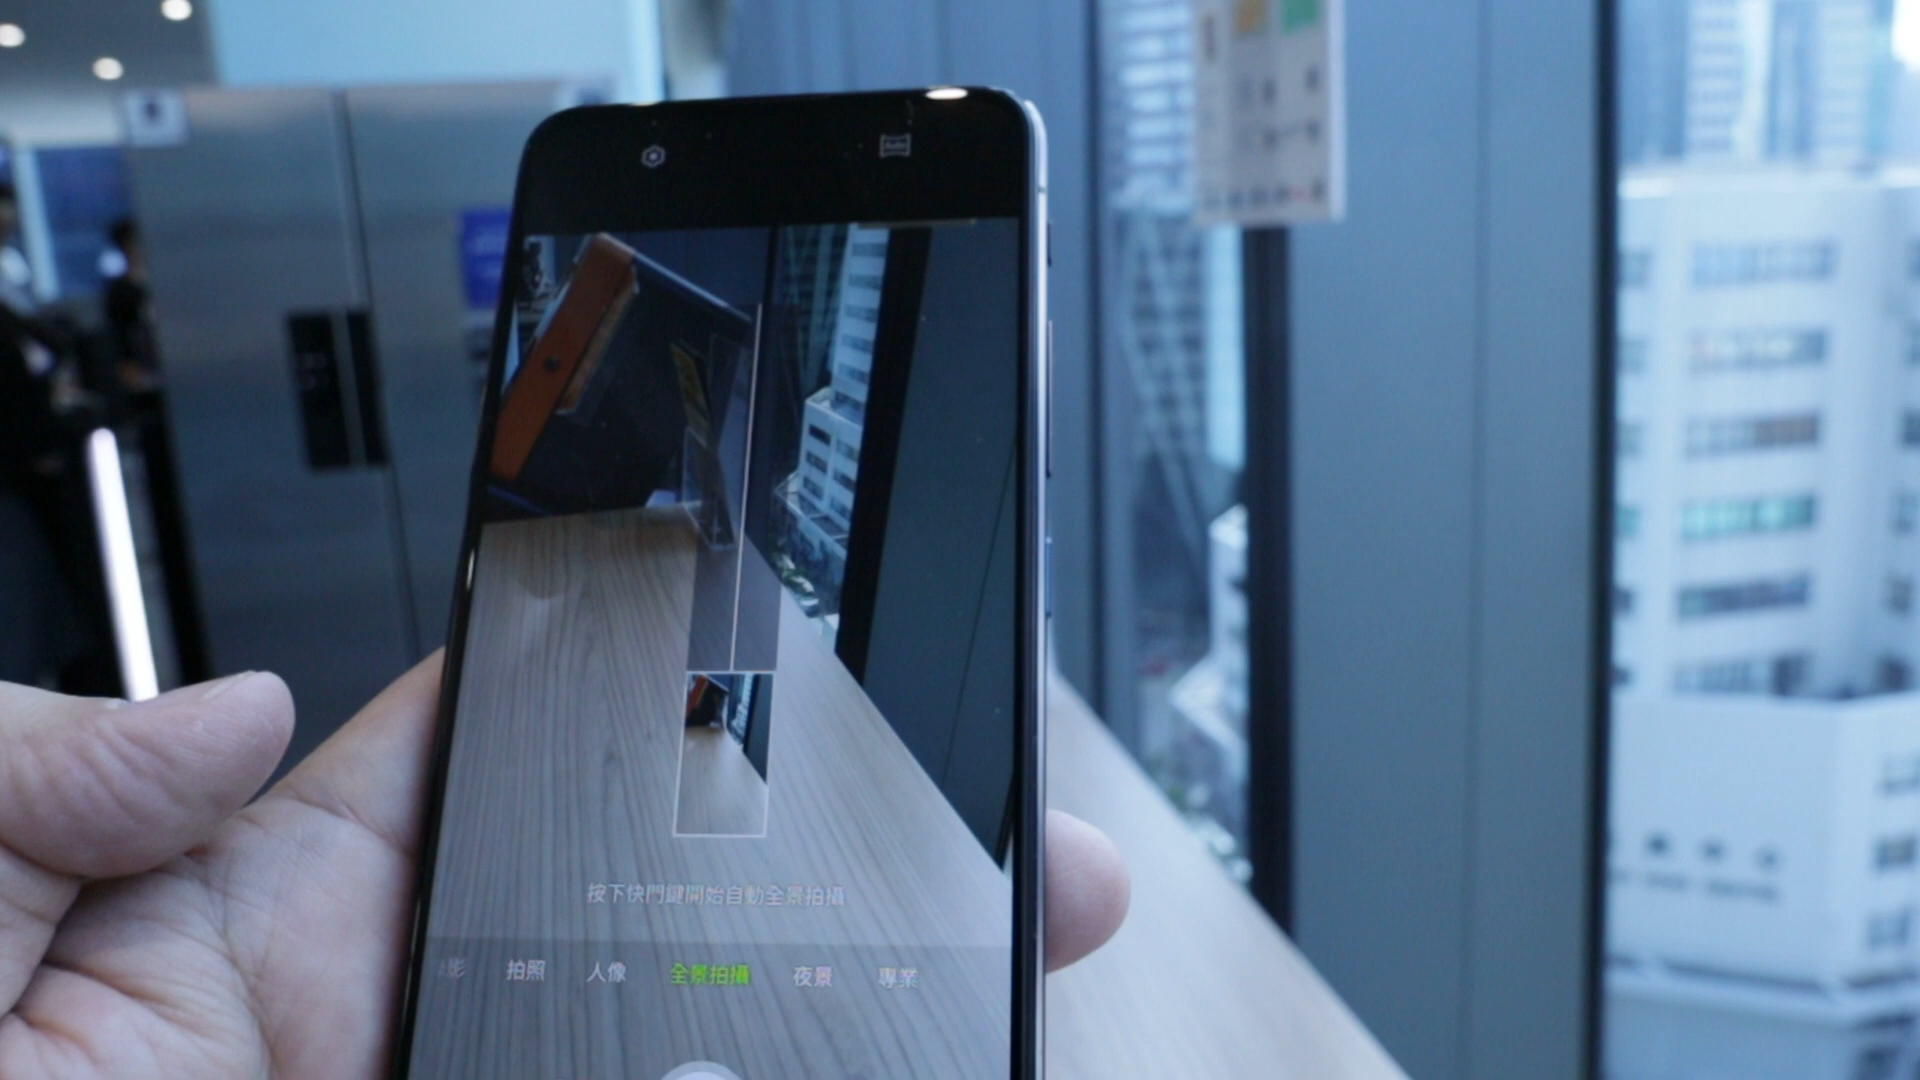 按下快門鍵開始自動全景拍攝
影 拍照 人像 全景拍攝 夜景 專業